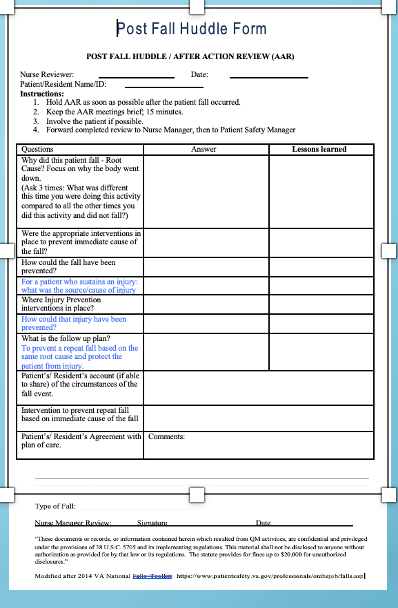 Post Fall Huddle Form
POST FALL HUDDLE / AFTER ACTION REVIEW (AAR)
Nurse Reviewer: Date:
Patient/Resident Name/ID:
Instructions:
1. Hold AAR as soon as possible after the fall occurred.
2. Keep the AAR meetings brief; 15 minutes.
3. Involve the patient if possible.
4. Forward completed review to Nurse Manager, then to Patient Safety Manager
Questions Answer Lessons learned
Why did this patient fall - Root
Cause? Focus on why the body went
down.
(Ask 3 times: What was different
this time you were doing this activity
compared to all the other times you
did this activity and did not fall?)
Were the appropriate interventions in
place to prevent immediate cause of
the fall?
How could the fall have been
prevented?
For a patient who sustains an injury:
what was the source/cause of injury
Where Injury Prevention
interventions in place?
How could that injury have been
prevented?
What is the follow up plan?
To prevent a repeat fall based on the
same root cause and protect the
patient from injury.
Patient's/ Resident's account (if able
to share) of the circumstances of the
fall event.
Intervention to prevent repeat fall
based on immediate cause of the fall
Patient's/ Resident's Agreement with Comments:
plan of care.
Type of Fall:
Nurse Manager Review: Signature Date
"These documents or records, or information contained herein which resulted from QM activities, are confidential and privileged
under the provisions of 38 U.S.C. 5705 and its implementing regulations. This material shall not be disclosed to anyone without
authorization as provided for by that law or its regulations. The statute provides for fines up to $20,000 for unauthorized
disclosures."
Modified after 2014 VA National Falls Toolkit: https://www.patientsafety.va.gov/professionals/onthejob/falls.asp